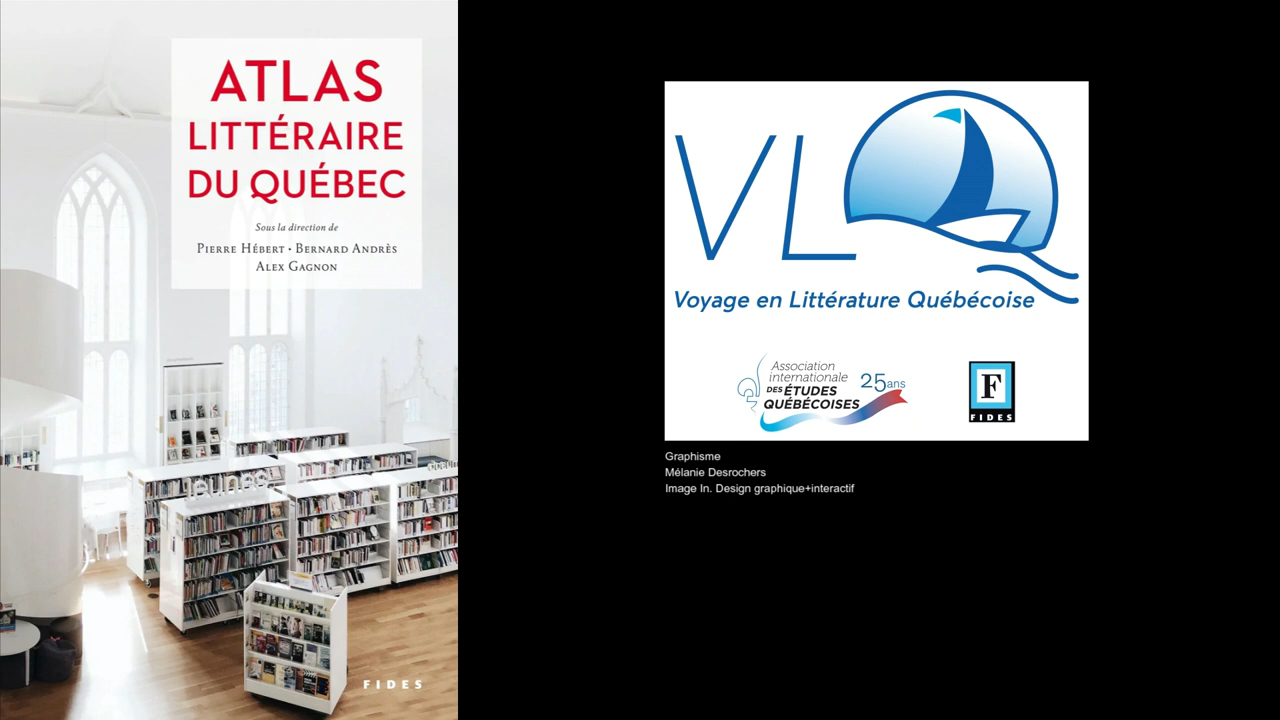 ATLAS
LITTÉRAIRE
DU QUÉBEC
Sous la direction de
PIERRE HÉBERT • BERNARD ANDRÈS
ALEX GAGNON
jeunes
FIDES
VL
Voyage en Littérature Québécoise
Association
internationale
DES ÉTUDES
QUÉBÉCOISES
25ans
F
FIDES
Graphisme
Mélanie Desrochers
Image In. Design graphique+interactif